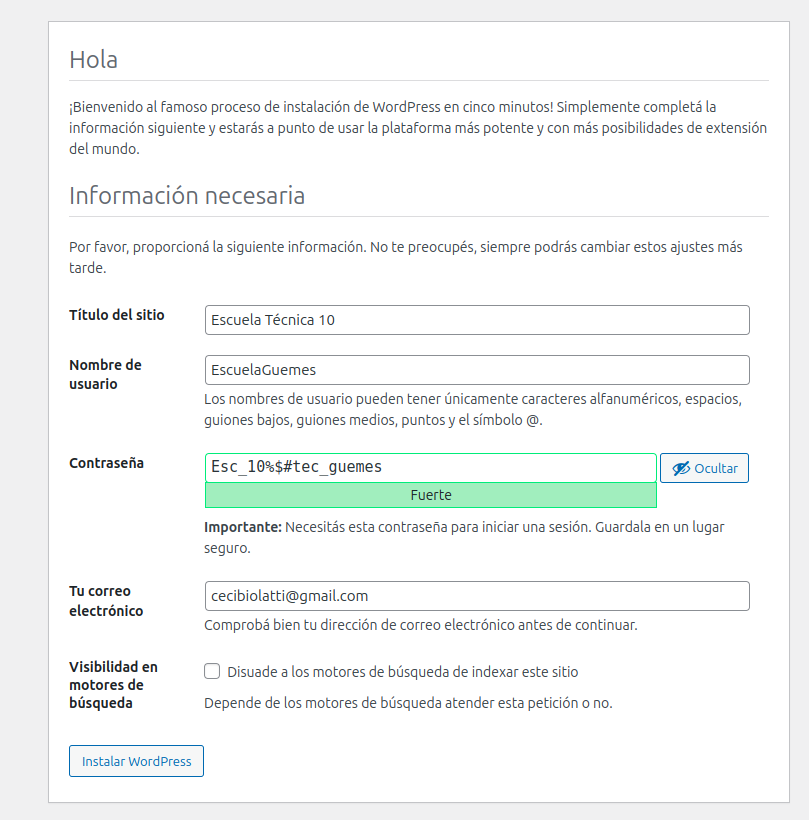 Hola
¡Bienvenido al famoso proceso de instalación de WordPress en cinco minutos! Simplemente completá la
información siguiente y estarás a punto de usar la plataforma más potente y con más posibilidades de extensión
del mundo.
Información necesaria
Por favor, proporcioná la siguiente información. No te preocupés, siempre podrás cambiar estos ajustes más
tarde.
Título del sitio
Escuela Técnica 10
Nombre de
usuario
EscuelaGuemes
Los nombres de usuario pueden tener únicamente caracteres alfanuméricos, espacios,
guiones bajos, guiones medios, puntos y el símbolo @.
Contraseña
Esc_10%$#tec_guemes
Ocultar
Fuerte
Importante: Necesitás esta contraseña para iniciar una sesión. Guardala en un lugar
seguro.
Tu correo
electrónico
cecibiolatti@gmail.com
Comprobá bien tu dirección de correo electrónico antes de continuar.
Visibilidad en
motores de
búsqueda
Disuade a los motores de búsqueda de indexar este sitio
Depende de los motores de búsqueda atender esta petición o no.
Instalar WordPress